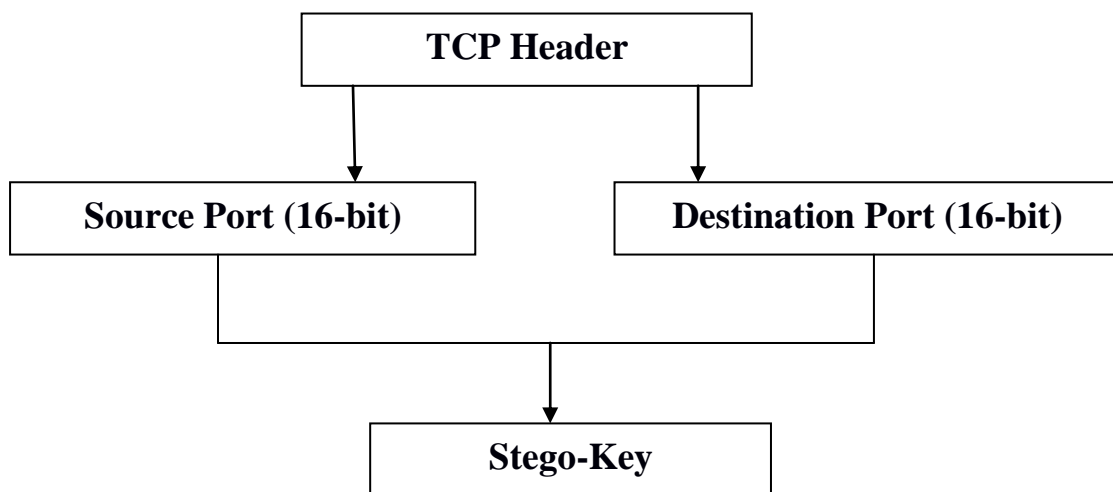 TCP Header
Source Port (16-bit)
Destination Port (16-bit)
Stego-Key